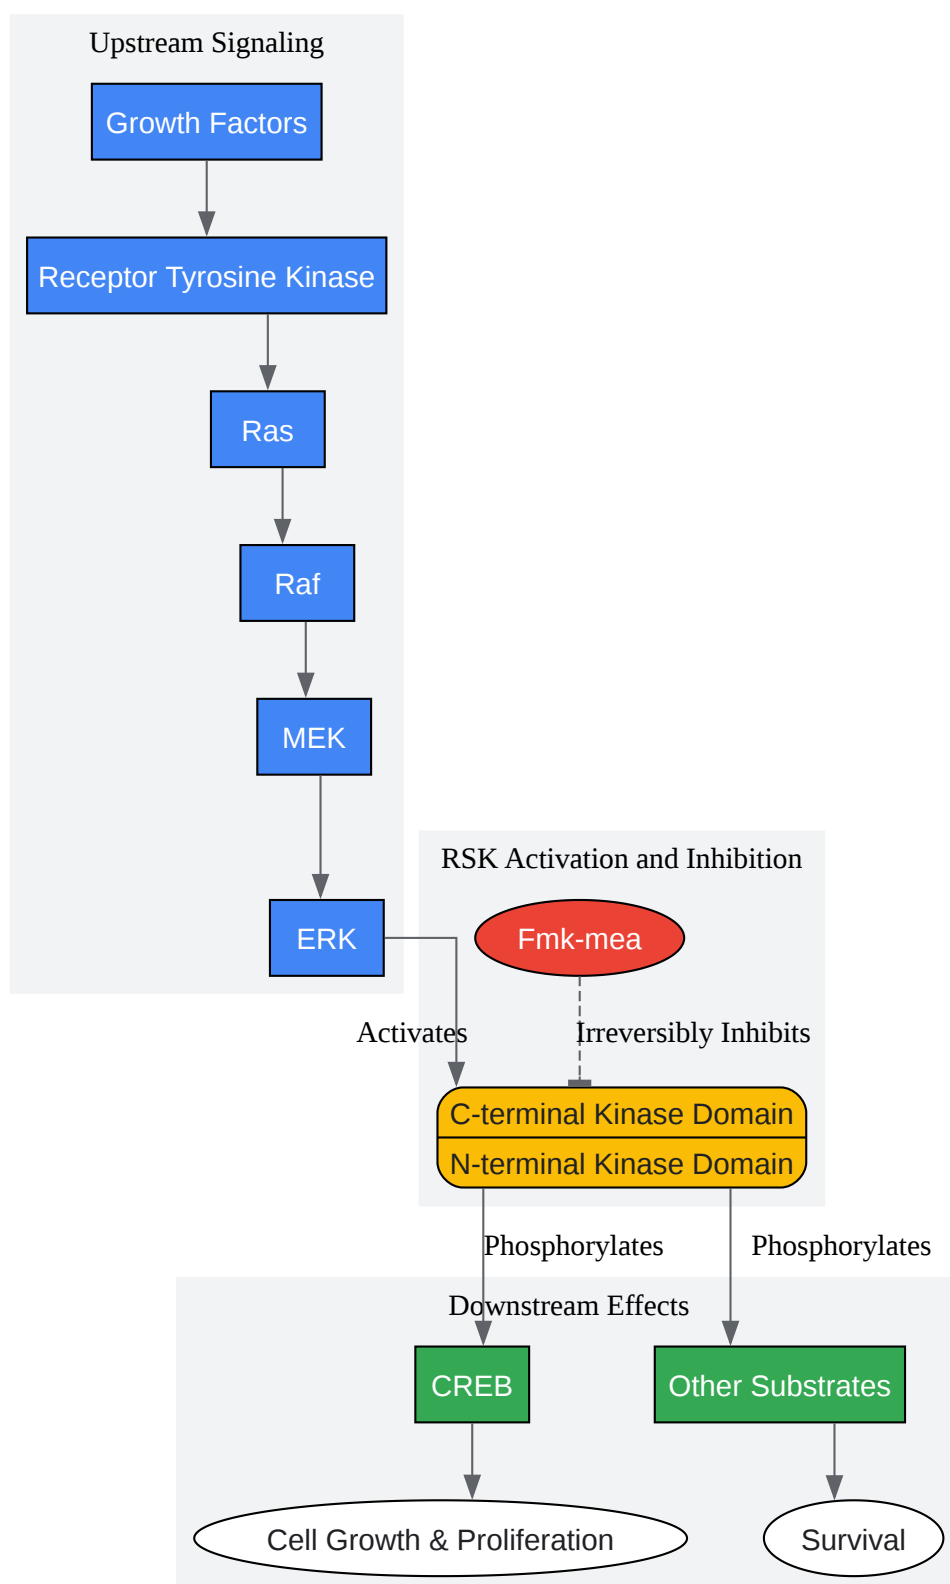 Upstream Signaling
Growth Factors
Receptor Tyrosine Kinase
Ras
Raf
MEK
RSK Activation and Inhibition
ERK
Fmk-mea
Activates
Irreversibly Inhibits
C-terminal Kinase Domain
N-terminal Kinase Domain
Phosphorylates
Phosphorylates
Downstream Effects
CREB
Other Substrates
Cell Growth & Proliferation
Survival